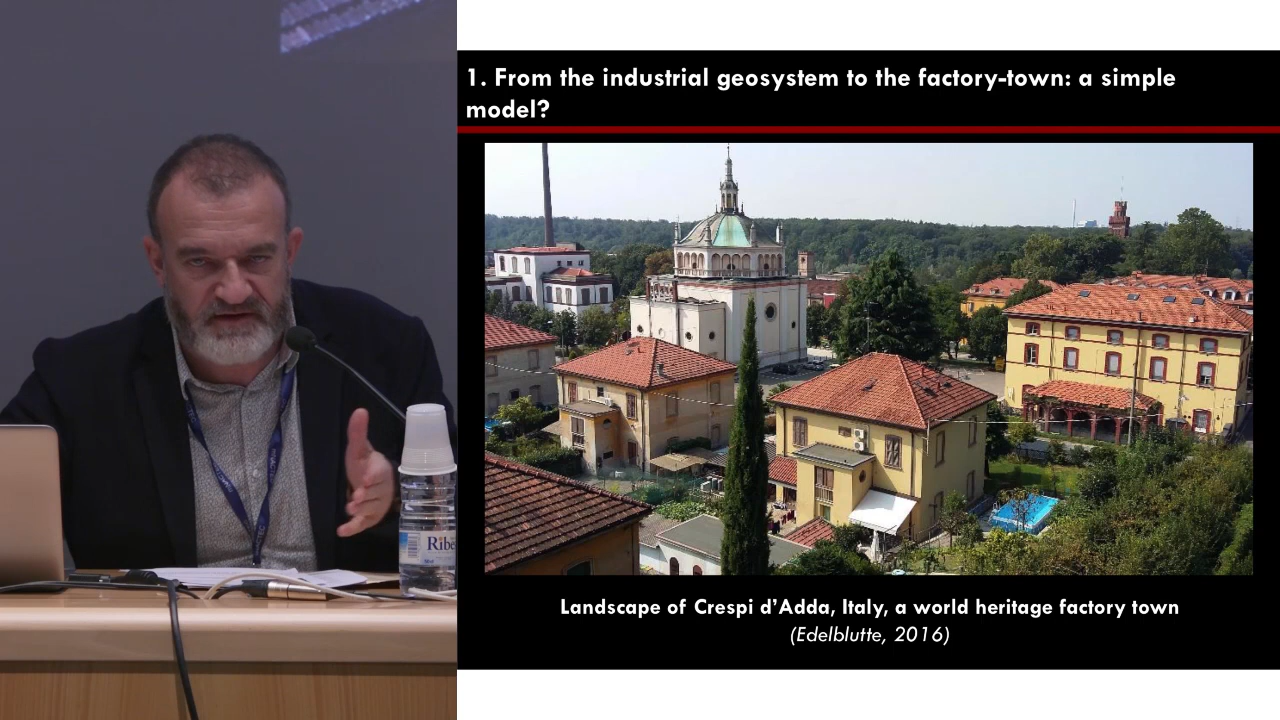 1. From the industrial geosystem to the factory-town: a simple
model?
Landscape of Crespi d'Adda, Italy, a world heritage factory town
(Edelblutte, 2016)